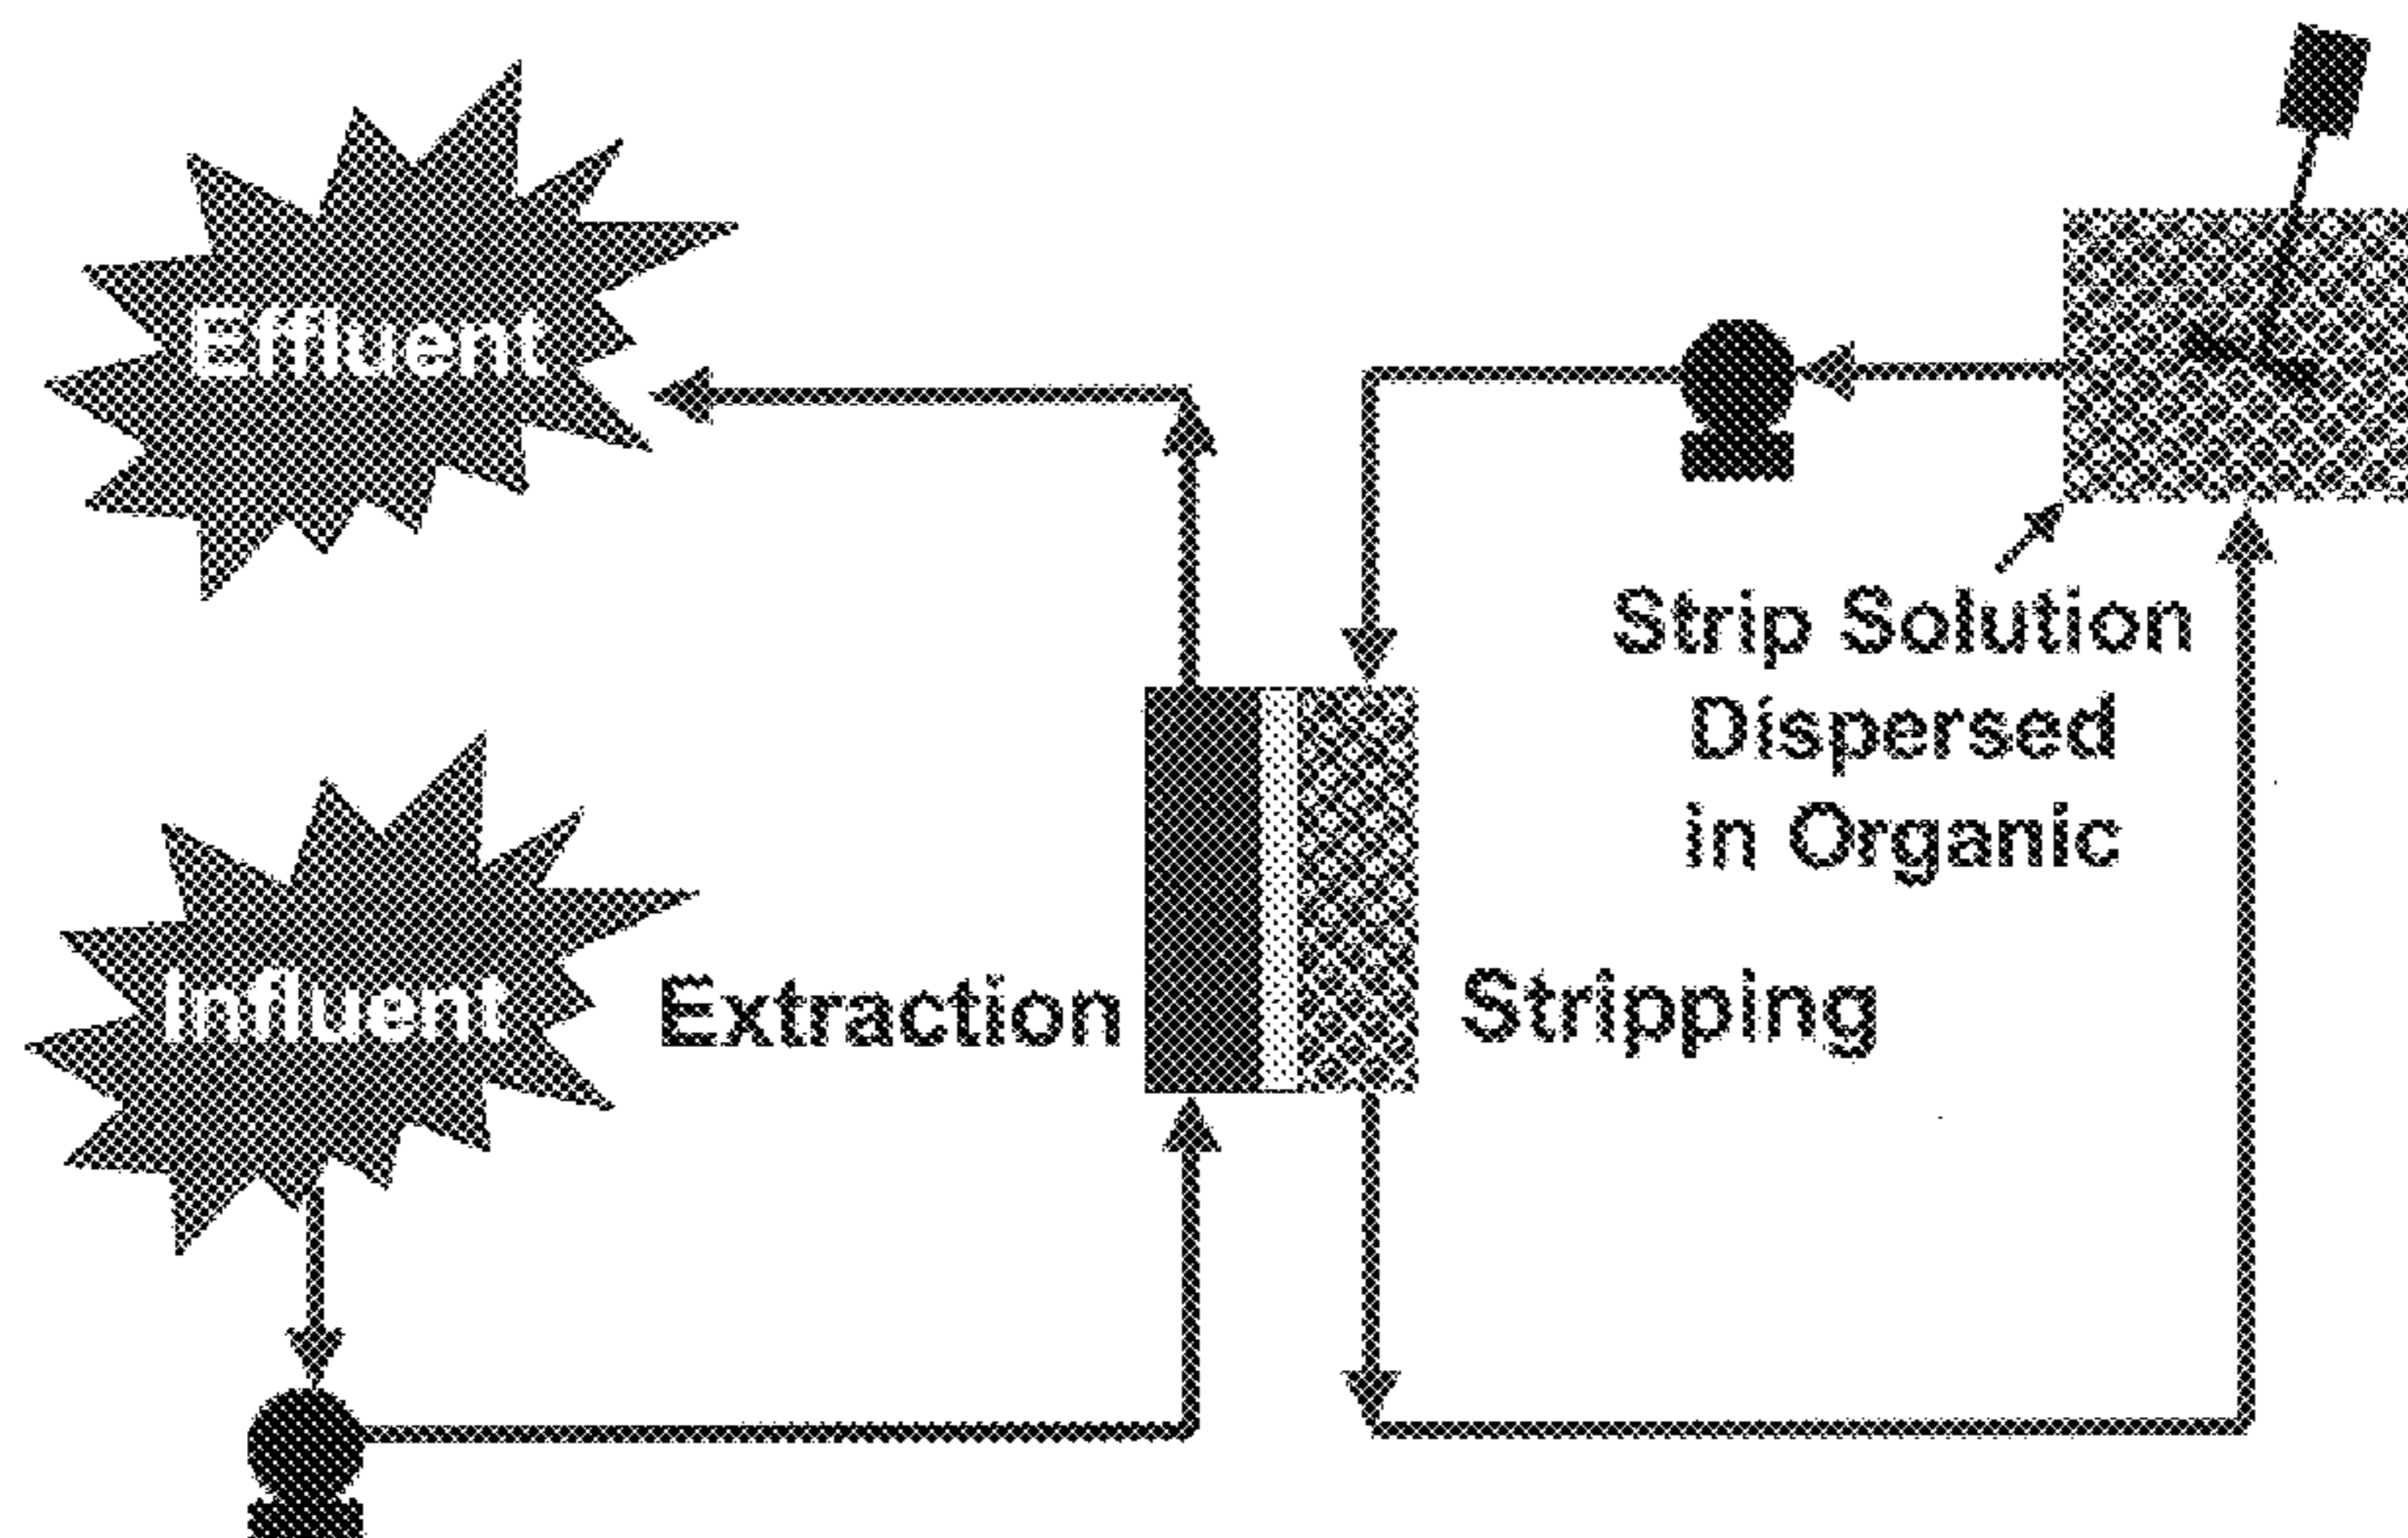 Effluent
Strip Solution
Dispersed
in Organic
Influent
Extraction
Stripping